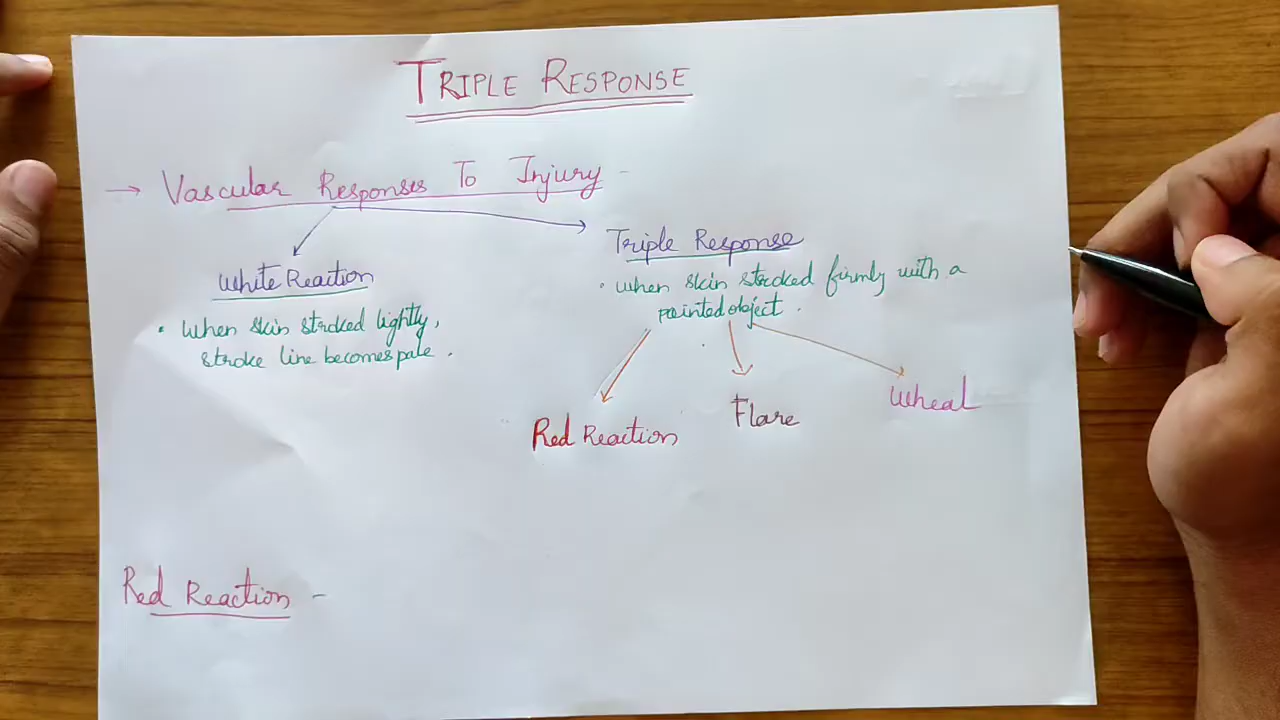 TRIPLE RESPONSE
→ Vascular Responses To Injury -
White Reaction
• When skin stroked lightly,
stroke line becomes pale.
Triple Response
• when skin stroked firmly with a
pointed object.
Red Reaction
Flare
Wheal
Red Reaction -